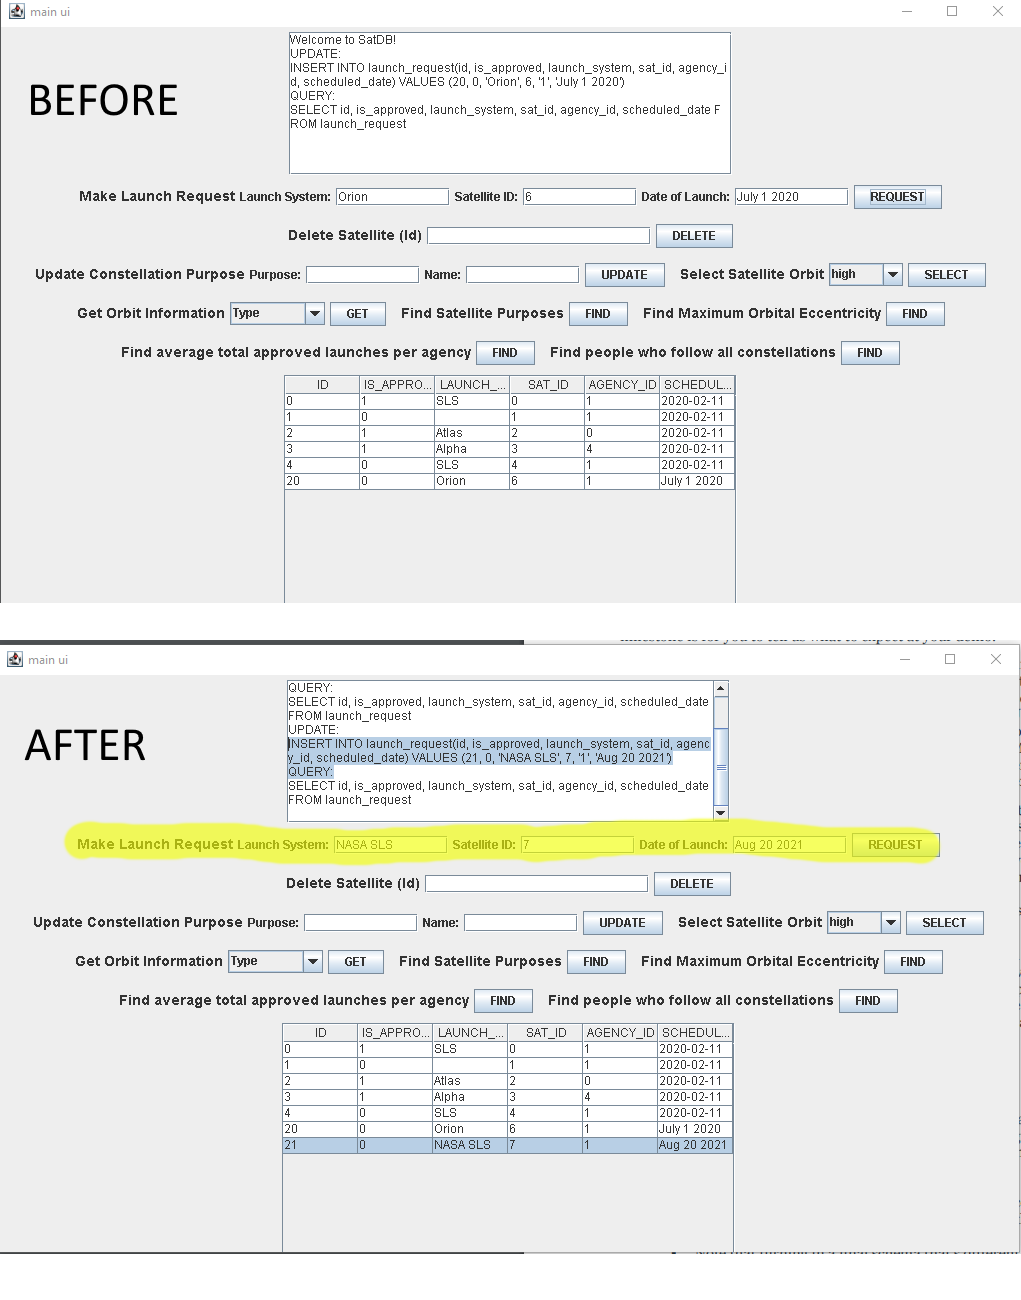 main ui
Welcome to SatDB!
UPDATE:
INSERT INTO launch_request(id, is_approved, launch_system, sat_id, agency_i
d, scheduled_date) VALUES (20, 0, 'Orion', 6, '1', 'July 1 2020')
QUERY:
SELECT id, is_approved, launch_system, sat_id, agency_id, scheduled_date F
ROM launch_request
BEFORE
Make Launch Request Launch System: Orion Satellite ID: 6 Date of Launch: July 1 2020 REQUEST
Delete Satellite (Id) DELETE
Update Constellation Purpose Purpose: Name: UPDATE Select Satellite Orbit high SELECT
Get Orbit Information Type GET Find Satellite Purposes FIND Find Maximum Orbital Eccentricity FIND
Find average total approved launches per agency FIND Find people who follow all constellations FIND
ID IS_APPRO... LAUNCH_... SAT_ID AGENCY_ID SCHEDUL...
0 1 SLS 0 1 2020-02-11
1 0 1 1 2020-02-11
2 1 Atlas 2 0 2020-02-11
3 1 Alpha 3 4 2020-02-11
4 0 SLS 4 1 2020-02-11
20 0 Orion 6 1 July 1 2020
main ui
QUERY:
SELECT id, is_approved, launch_system, sat_id, agency_id, scheduled_date
FROM launch_request
UPDATE:
INSERT INTO launch_request(id, is_approved, launch_system, sat_id, agenc
y_id, scheduled_date) VALUES (21, 0, 'NASA SLS', 7, '1', 'Aug 20 2021')
QUERY:
SELECT id, is_approved, launch_system, sat_id, agency_id, scheduled_date
FROM launch_request
AFTER
Make Launch Request Launch System: NASA SLS Satellite ID: 7 Date of Launch: Aug 20 2021 REQUEST
Delete Satellite (Id) DELETE
Update Constellation Purpose Purpose: Name: UPDATE Select Satellite Orbit high SELECT
Get Orbit Information Type GET Find Satellite Purposes FIND Find Maximum Orbital Eccentricity FIND
Find average total approved launches per agency FIND Find people who follow all constellations FIND
ID IS_APPRO... LAUNCH_... SAT_ID AGENCY_ID SCHEDUL...
0 1 SLS 0 1 2020-02-11
1 0 1 1 2020-02-11
2 1 Atlas 2 0 2020-02-11
3 1 Alpha 3 4 2020-02-11
4 0 SLS 4 1 2020-02-11
20 0 Orion 6 1 July 1 2020
21 0 NASA SLS 7 1 Aug 20 2021